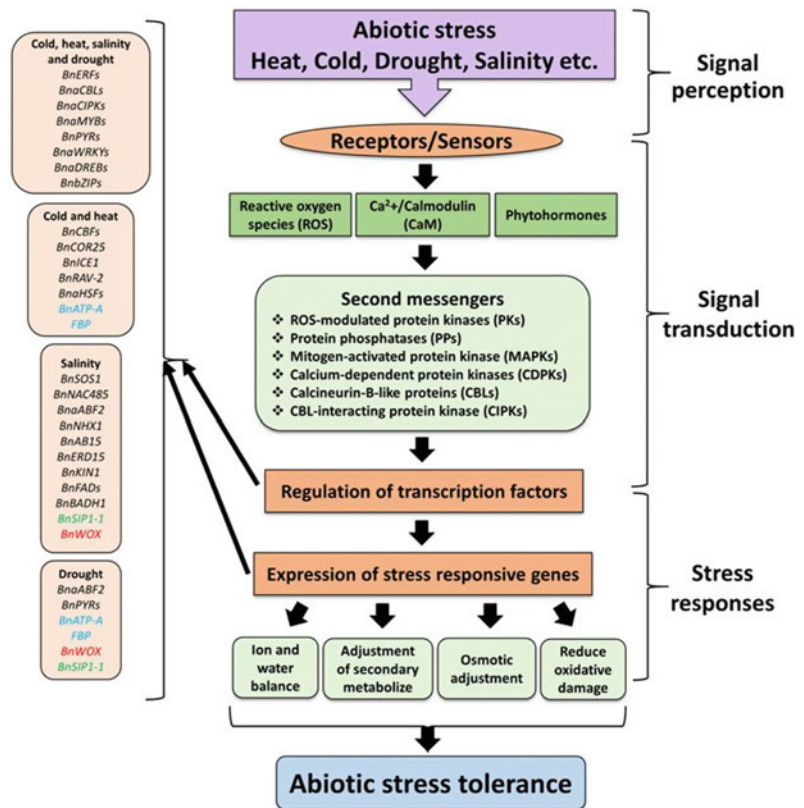 Cold, heat, salinity
and drought
BnERFs
BnaCBLs
BnaCIPKs
BnaMYBs
BnPYRs
BnaWRKYs
BnaDREBs
BnbZIPs
Cold and heat
BnCBFs
BnCOR25
BnICE1
BnRAV-2
BnaHSFs
BnATP-A
FBP
Salinity
BnSOS1
BnNAC485
BnaABF2
BnNHX1
BnAB15
BnERD15
BnKIN1
BnFADs
BnBADH1
BnSIP1-1
BnWOX
Drought
BnaABF2
BnPYRs
BnATP-A
FBP
BnWOX
BnSIP1-1
Abiotic stress
Heat, Cold, Drought, Salinity etc.
Receptors/Sensors
Reactive oxygen
species (ROS)
Ca²⁺/Calmodulin
(CaM)
Phytohormones
Second messengers
❖ ROS-modulated protein kinases (PKs)
❖ Protein phosphatases (PPs)
❖ Mitogen-activated protein kinase (MAPKs)
❖ Calcium-dependent protein kinases (CDPKs)
❖ Calcineurin-B-like proteins (CBLs)
❖ CBL-interacting protein kinase (CIPKs)
Regulation of transcription factors
Expression of stress responsive genes
Ion and
water
balance
Adjustment
of secondary
metabolize
Osmotic
adjustment
Reduce
oxidative
damage
Abiotic stress tolerance
Signal
perception
Signal
transduction
Stress
responses